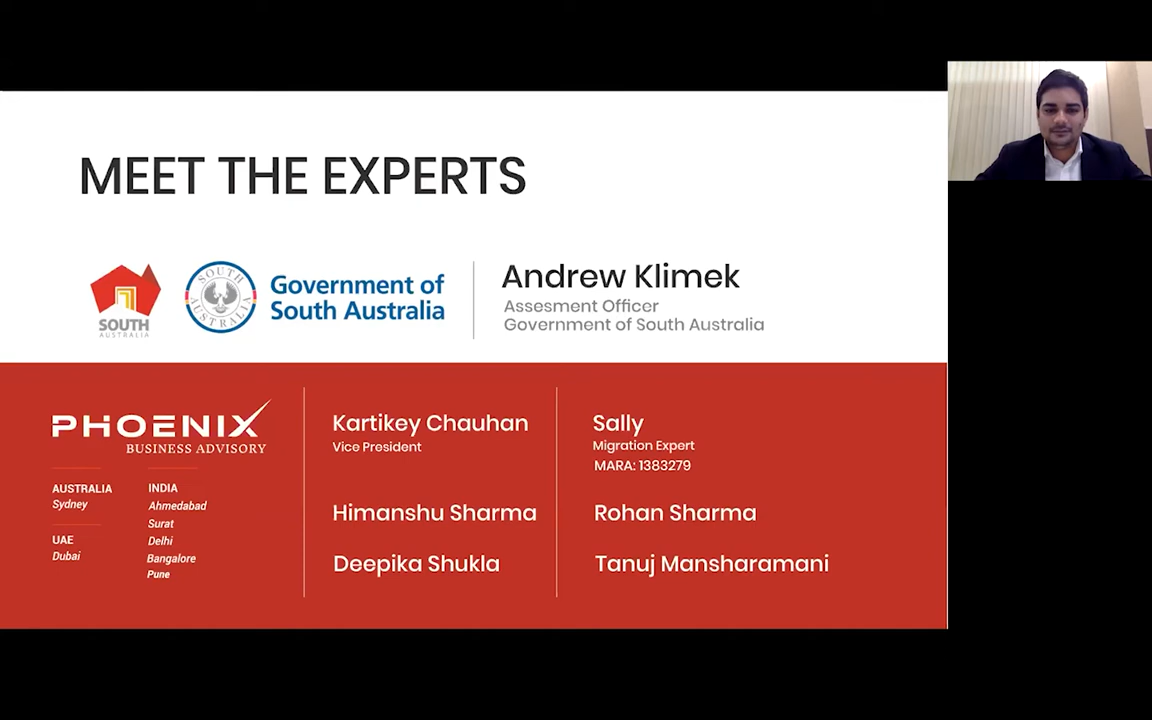 MEET THE EXPERTS
SOUTH
AUSTRALIA
SOUTH
AUSTRALIA
Government of
South Australia
Andrew Klimek
Assesment Officer
Government of South Australia
PHOENIX
BUSINESS ADVISORY
AUSTRALIA
Sydney
UAE
Dubai
INDIA
Ahmedabad
Surat
Delhi
Bangalore
Pune
Kartikey Chauhan
Vice President
Himanshu Sharma
Deepika Shukla
Sally
Migration Expert
MARA: 1383279
Rohan Sharma
Tanuj Mansharamani